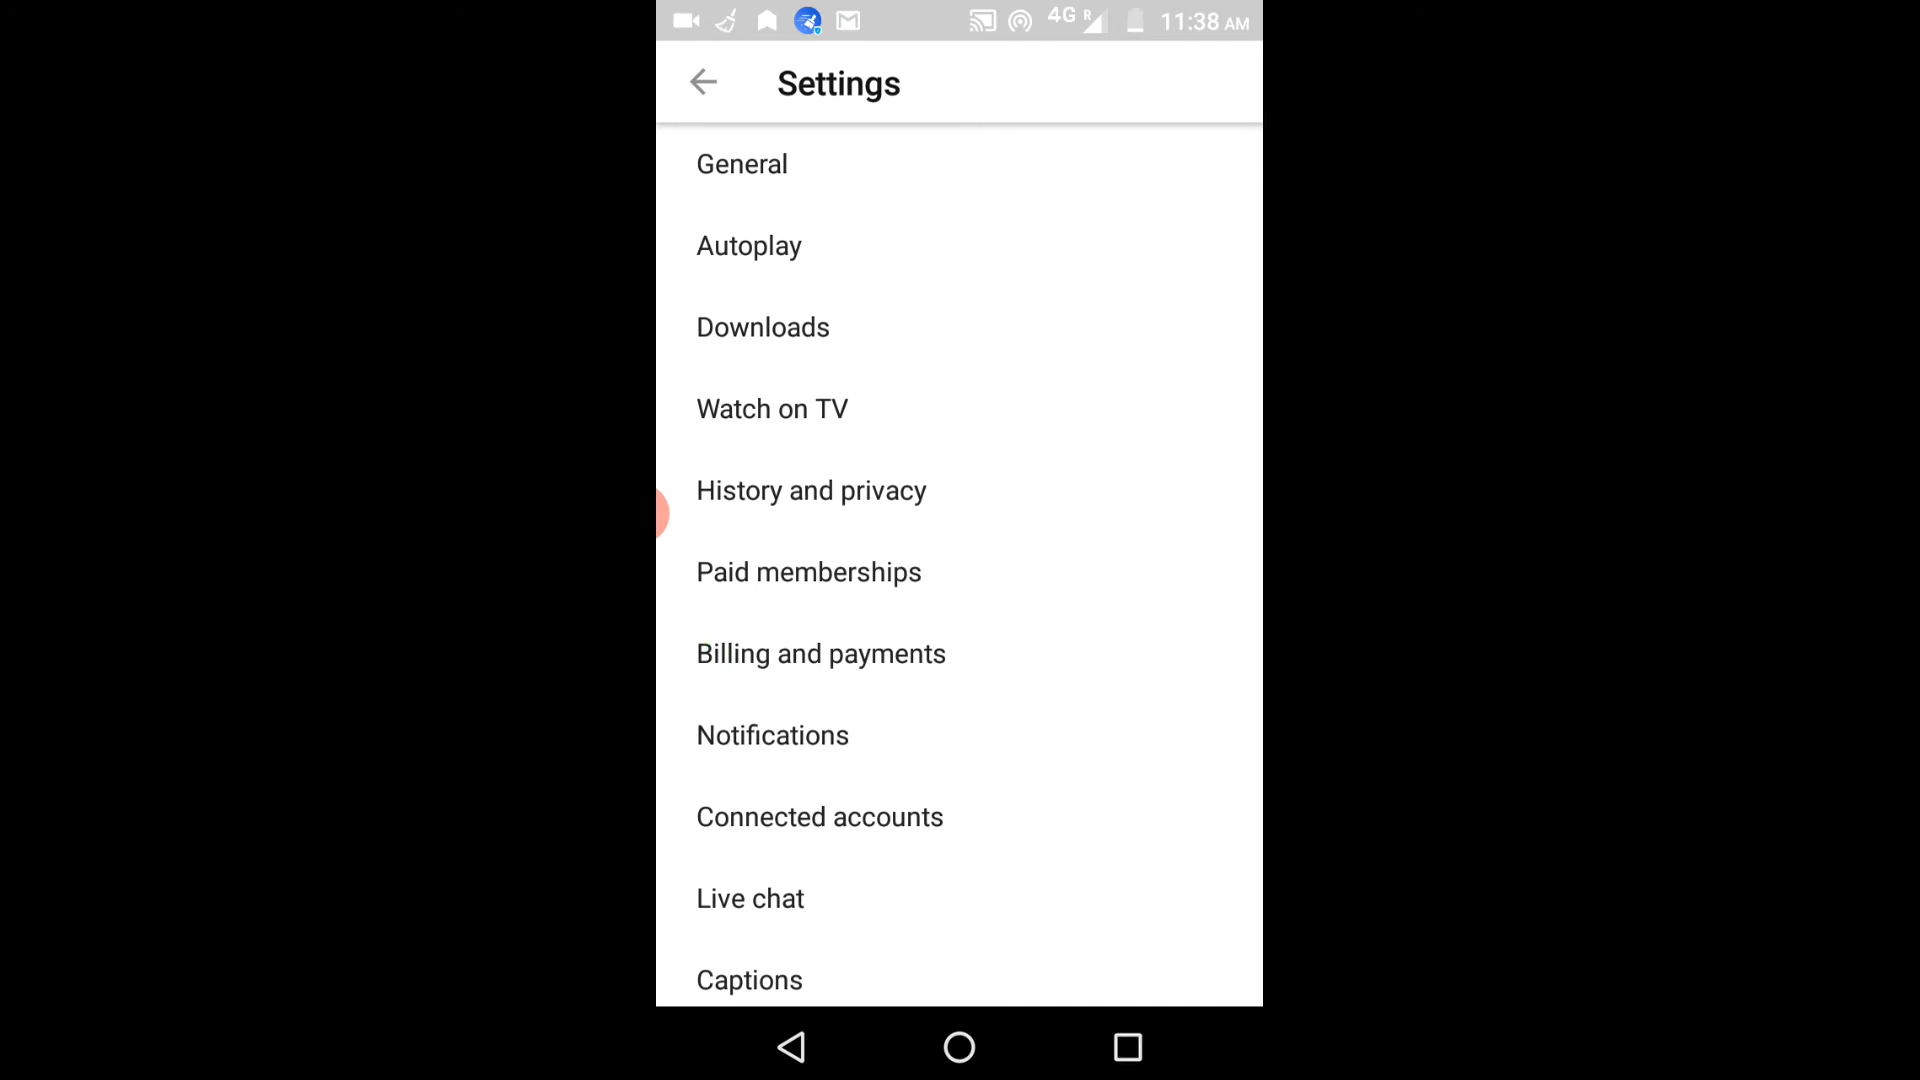 4G R 11:38 AM
Settings
General
Autoplay
Downloads
Watch on TV
History and privacy
Paid memberships
Billing and payments
Notifications
Connected accounts
Live chat
Captions